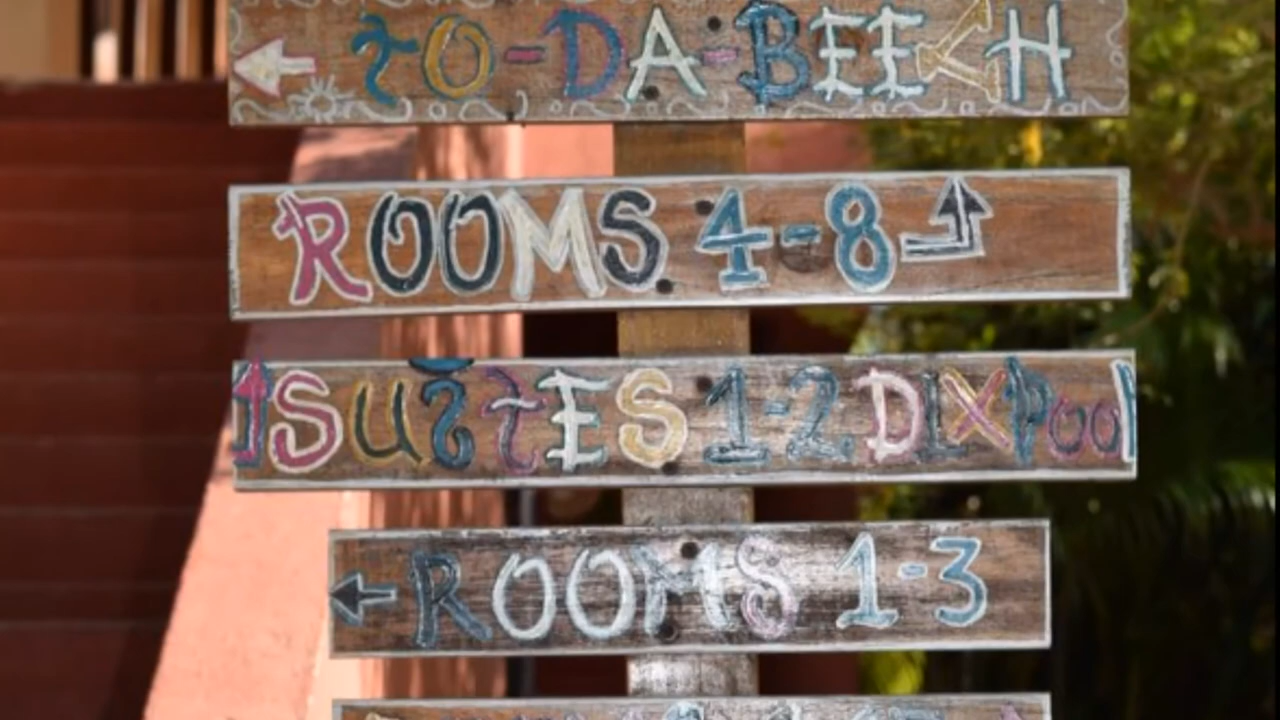 TO-DA-BEECH
ROOMS 4-8
SUITES 1-2 DLX Pool
ROOMS 1-3